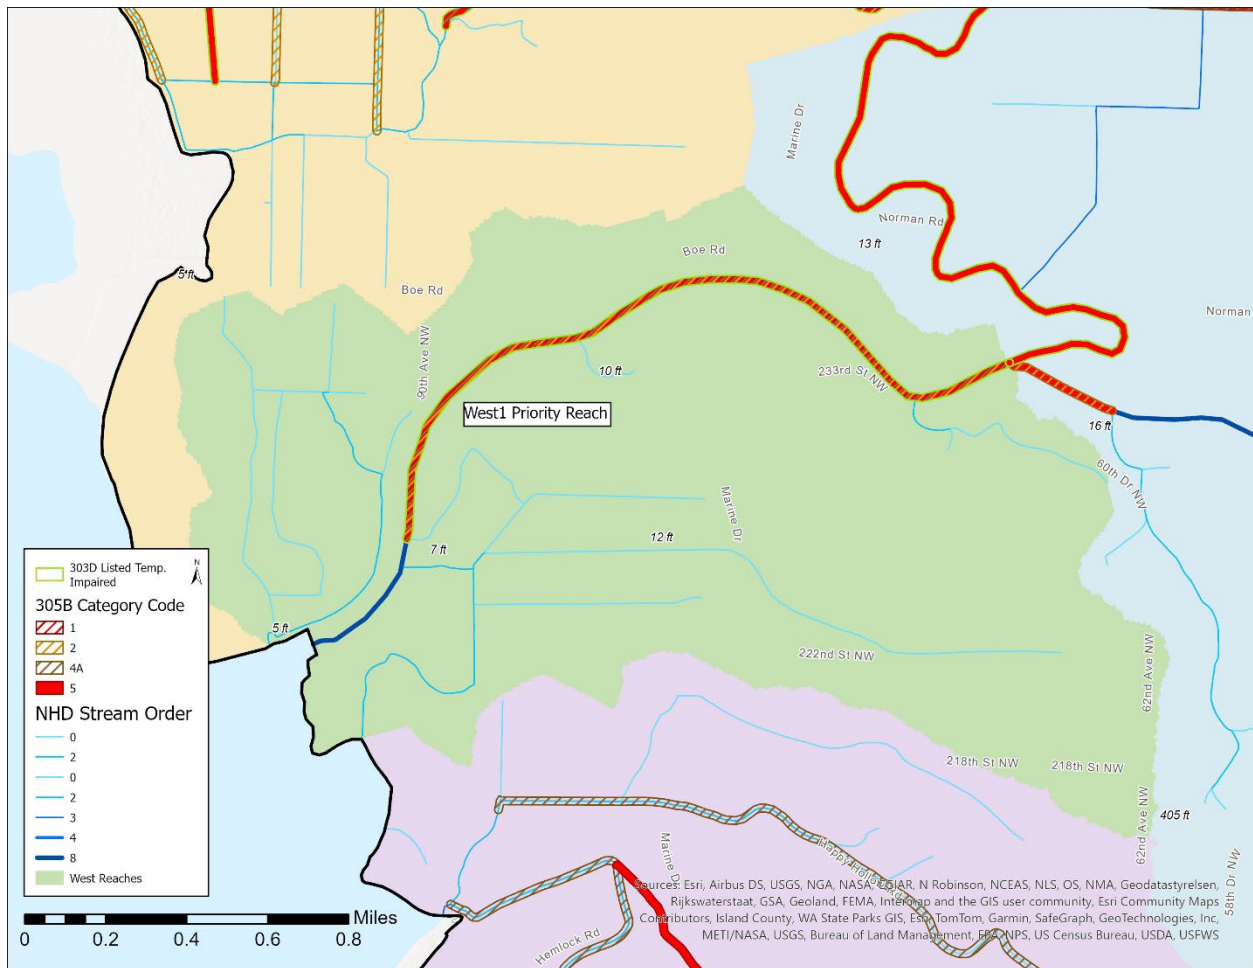 Marine Dr
Norman Rd
13 ft
Boe Rd
5 ft
Boe Rd
Norman
90th Ave NW
10 ft
233rd St NW
West1 Priority Reach
16 ft
60th Dr NW
Marine Dr
7 ft
12 ft
303D Listed Temp.
Impaired
N
305B Category Code
1
2
4A
5
NHD Stream Order
0
2
0
2
3
4
8
West Reaches
5 ft
222nd St NW
62nd Ave NW
218th St NW
218th St NW
405 ft
62nd Ave NW
Marine D
Happy Hollow Rd
58th Dr NW
Hemlock Rd
Miles
0 0.2 0.4 0.6 0.8
Sources: Esri, Airbus DS, USGS, NGA, NASA, CGIAR, N Robinson, NCEAS, NLS, OS, NMA, Geodatastyrelsen,
Rijkswaterstaat, GSA, Geoland, FEMA, Intermap and the GIS user community, Esri Community Maps
Contributors, Island County, WA State Parks GIS, Esri, TomTom, Garmin, SafeGraph, GeoTechnologies, Inc,
METI/NASA, USGS, Bureau of Land Management, EPA, NPS, US Census Bureau, USDA, USFWS